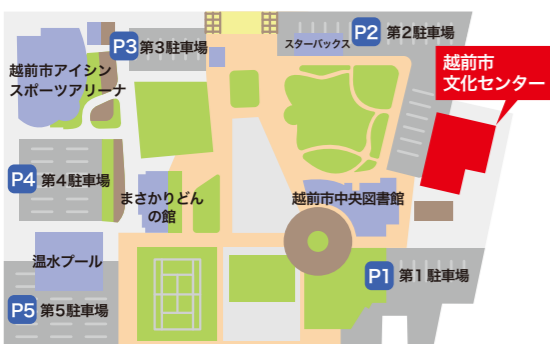 P3 第3駐車場
P2 第2駐車場
スターバックス
越前市
文化センター
越前市アイシン
スポーツアリーナ
P4 第4駐車場
まさかりどん
の館
越前市中央図書館
温水プール
P1 第1駐車場
P5 第5駐車場